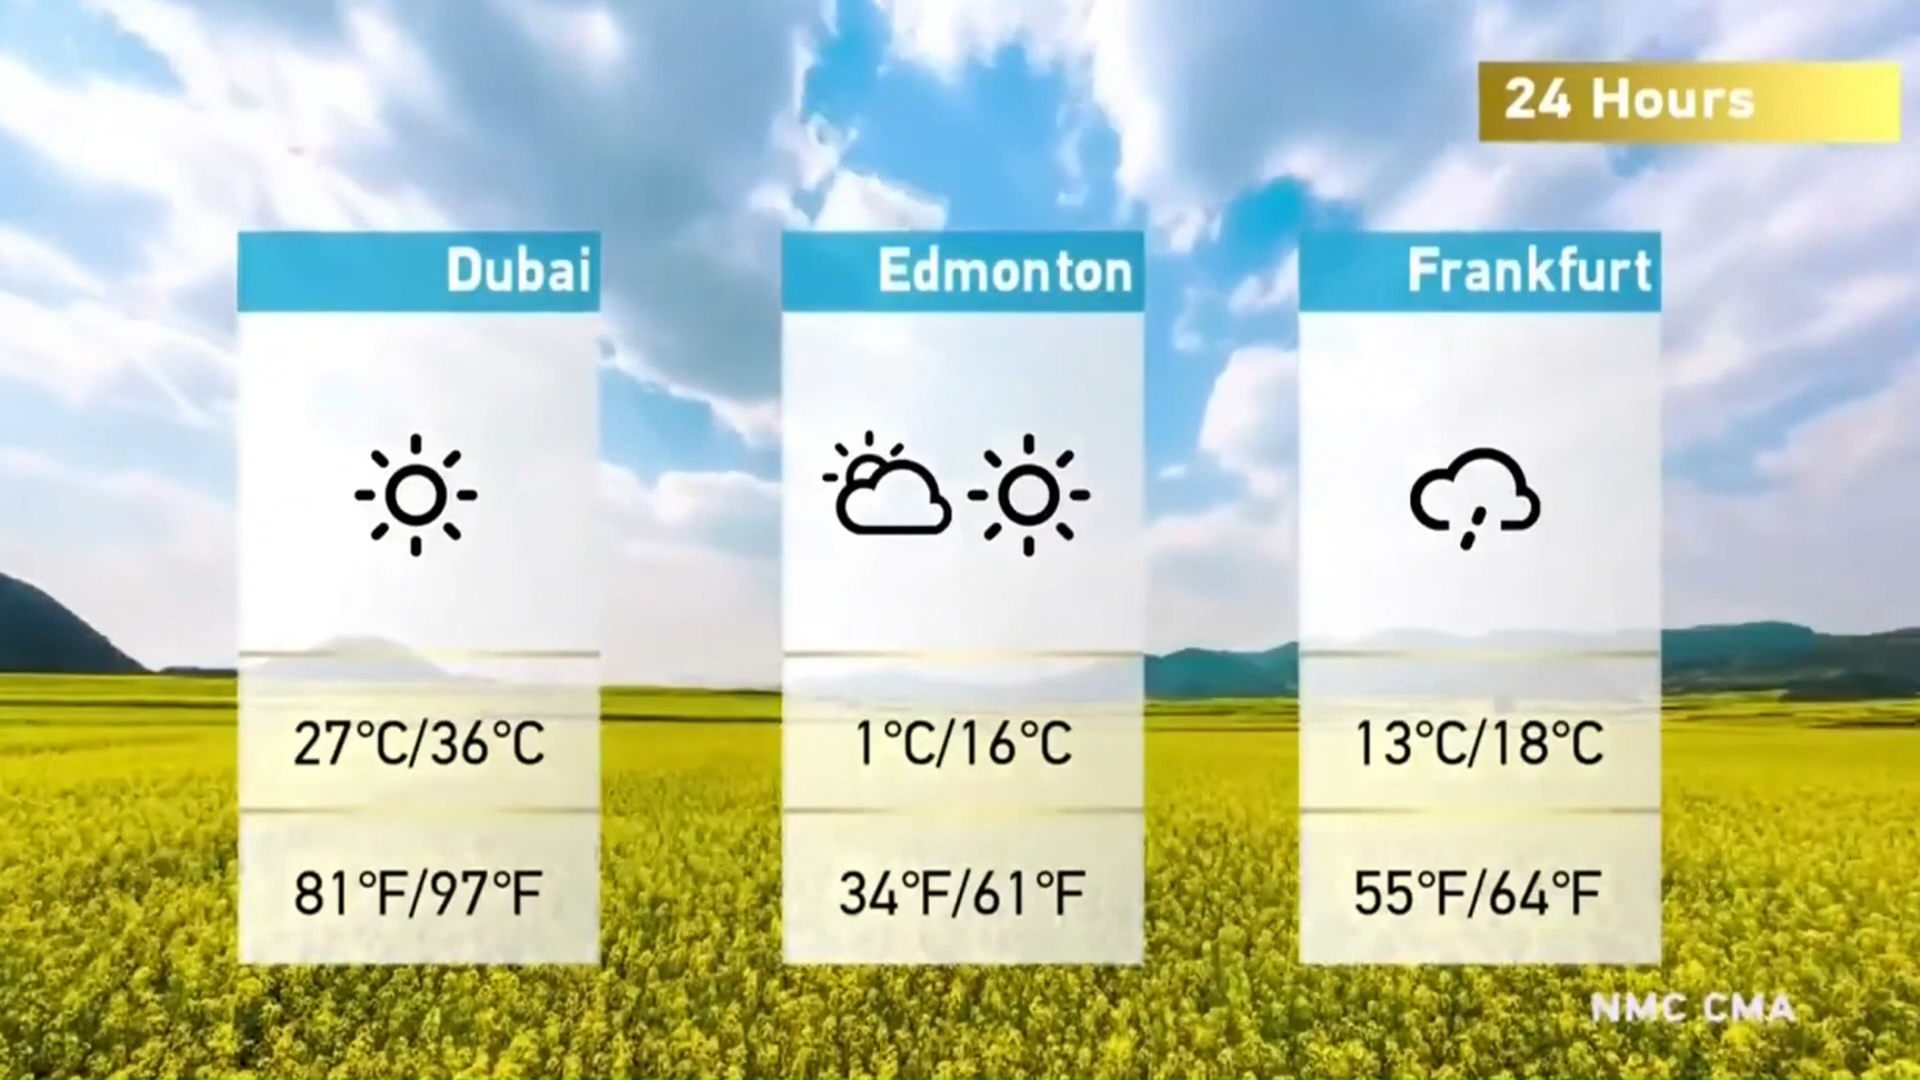 24 Hours
Dubai
27°C/36°C
81°F/97°F
Edmonton
1°C/16°C
34°F/61°F
Frankfurt
13°C/18°C
55°F/64°F
NMC CMA